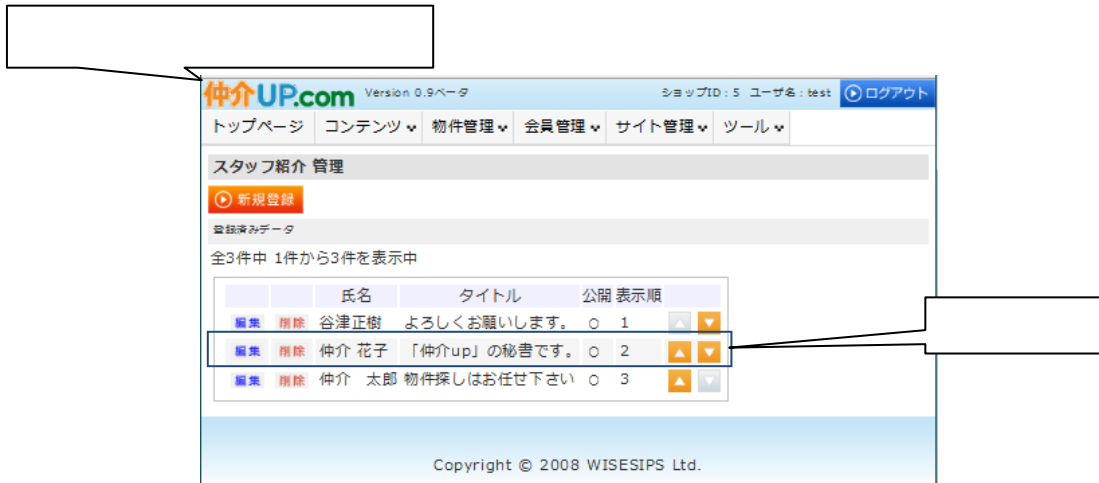 仲介UP.com Version 0.9ベータ ショップID:5 ユーザ名:test ログアウト
トップページ コンテンツ 物件管理 会員管理 サイト管理 ツール
スタッフ紹介 管理
新規登録
登録済みデータ
全3件中 1件から3件を表示中
氏名 タイトル 公開 表示順
編集 削除 谷津正樹 よろしくお願いします。 ○ 1
編集 削除 仲介 花子 「仲介up」の秘書です。 ○ 2
編集 削除 仲介 太郎 物件探しはお任せ下さい ○ 3
Copyright © 2008 WISESIPS Ltd.